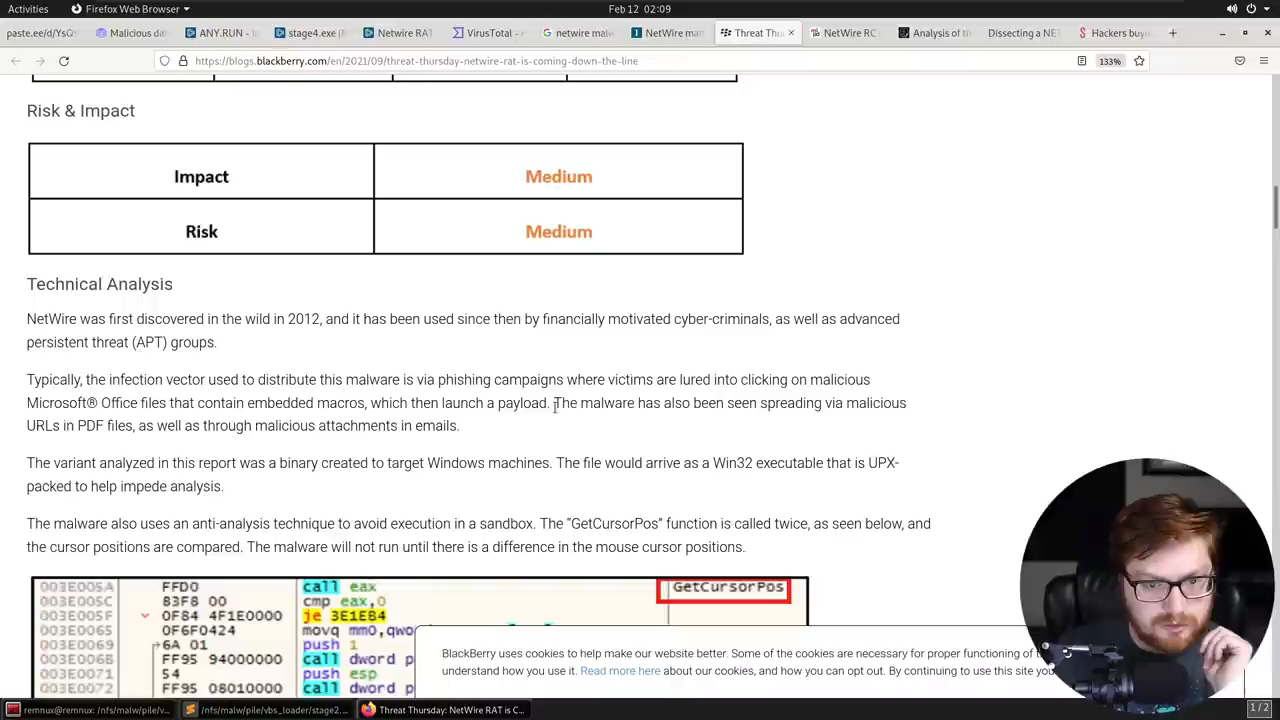 Activities
Firefox Web Browser
Feb 12 02:09
paste.ee/d/YsQs
Malicious dat
ANY.RUN - I
stage4.exe (
Netwire RAT
VirusTotal -
netwire malw
NetWire mar
Threat Thu
NetWire RC
Analysis of th
Dissecting a NE
Hackers buyi
https://blogs.blackberry.com/en/2021/09/threat-thursday-netwire-rat-is-coming-down-the-line
133%
Risk & Impact
Impact Medium
Risk Medium
Technical Analysis
NetWire was first discovered in the wild in 2012, and it has been used since then by financially motivated cyber-criminals, as well as advanced
persistent threat (APT) groups.
Typically, the infection vector used to distribute this malware is via phishing campaigns where victims are lured into clicking on malicious
Microsoft® Office files that contain embedded macros, which then launch a payload. The malware has also been seen spreading via malicious
URLs in PDF files, as well as through malicious attachments in emails.
The variant analyzed in this report was a binary created to target Windows machines. The file would arrive as a Win32 executable that is UPX-
packed to help impede analysis.
The malware also uses an anti-analysis technique to avoid execution in a sandbox. The “GetCursorPos” function is called twice, as seen below, and
the cursor positions are compared. The malware will not run until there is a difference in the mouse cursor positions.
003E005A FFD0 call eax GetCursorPos
003E005C 83F8 00 cmp eax,0
003E005F 0F84 4F1E0000 je 3E1EB4
003E0065 0F6F0424 movq mm0,qwo
003E0069 6A 01 push 1
003E006B FF95 94000000 call dword p
003E0071 54 push esp
003E0072 FF95 08010000 call dword p
BlackBerry uses cookies to help make our website better. Some of the cookies are necessary for proper functioning of
understand how you use it. Read more here about our cookies, and how you can opt out. By continuing to use this site you
remnux@remnux: /nfs/malw/pile/v...
/nfs/malw/pile/vbs_loader/stage2...
Threat Thursday: NetWire RAT is C...
1 / 2